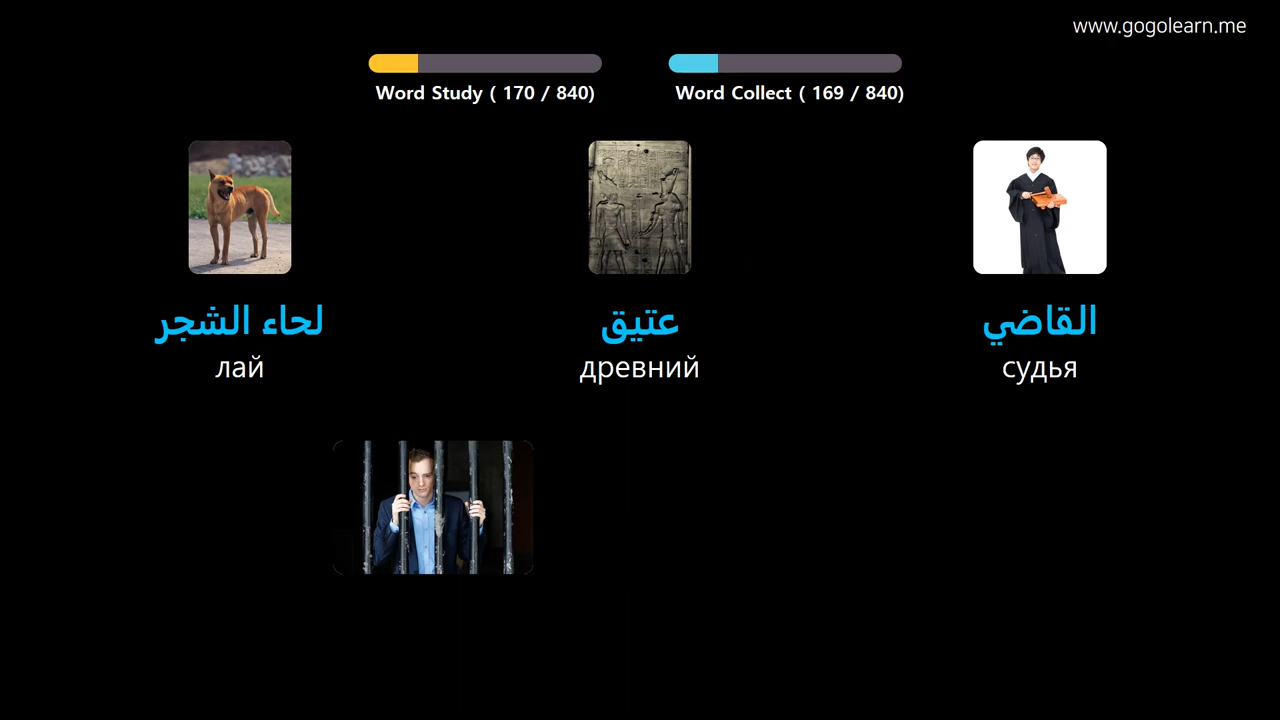 www.gogolearn.me
Word Study ( 170 / 840)
Word Collect ( 169 / 840)
لحاء الشجر
лай
عتيق
древний
القاضي
судья